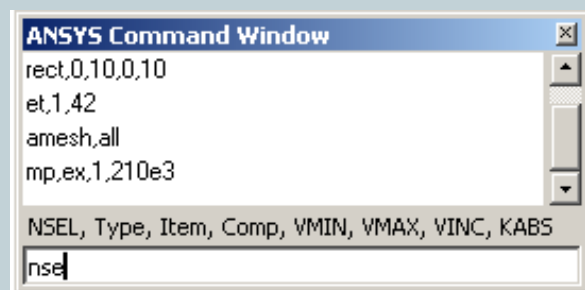 ANSYS Command Window
rect,0,10,0,10
et,1,42
amesh,all
mp,ex,1,210e3
NSEL, Type, Item, Comp, VMIN, VMAX, VINC, KABS
nse